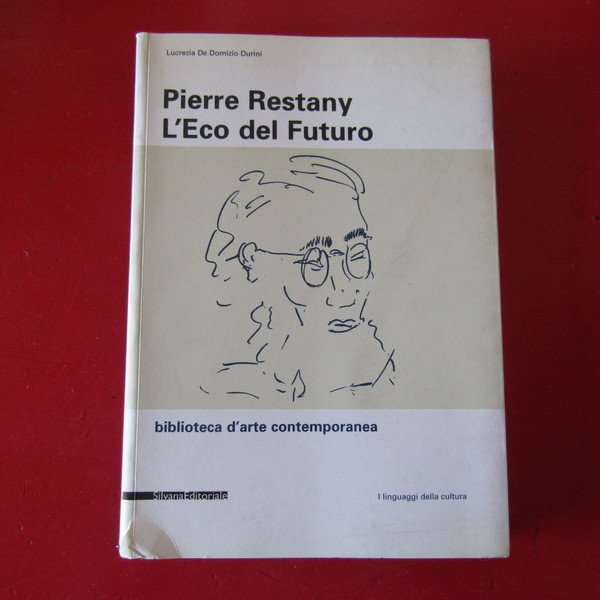 Lucrezia De Domizio Durini
Pierre Restany
L'Eco del Futuro
biblioteca d'arte contemporanea
SilvanaEditoriale
I linguaggi della cultura